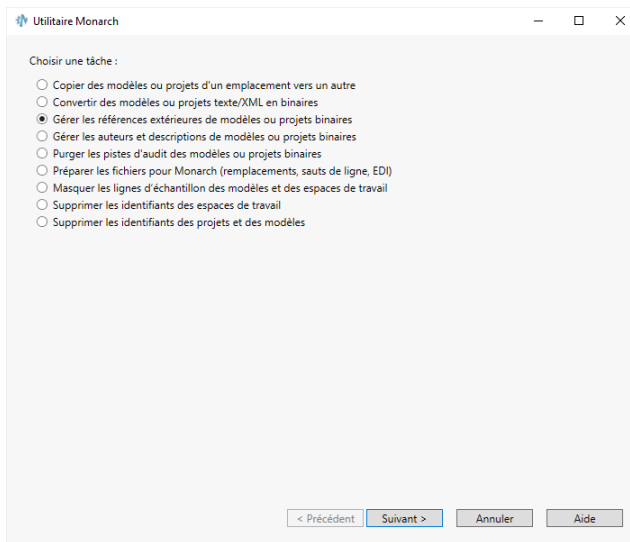 Utilitaire Monarch
Choisir une tâche :
Copier des modèles ou projets d'un emplacement vers un autre
Convertir des modèles ou projets texte/XML en binaires
Gérer les références extérieures de modèles ou projets binaires
Gérer les auteurs et descriptions de modèles ou projets binaires
Purger les pistes d'audit des modèles ou projets binaires
Préparer les fichiers pour Monarch (remplacements, sauts de ligne, EDI)
Masquer les lignes d’échantillon des modèles et des espaces de travail
Supprimer les identifiants des espaces de travail
Supprimer les identifiants des projets et des modèles
< Précédent Suivant > Annuler Aide